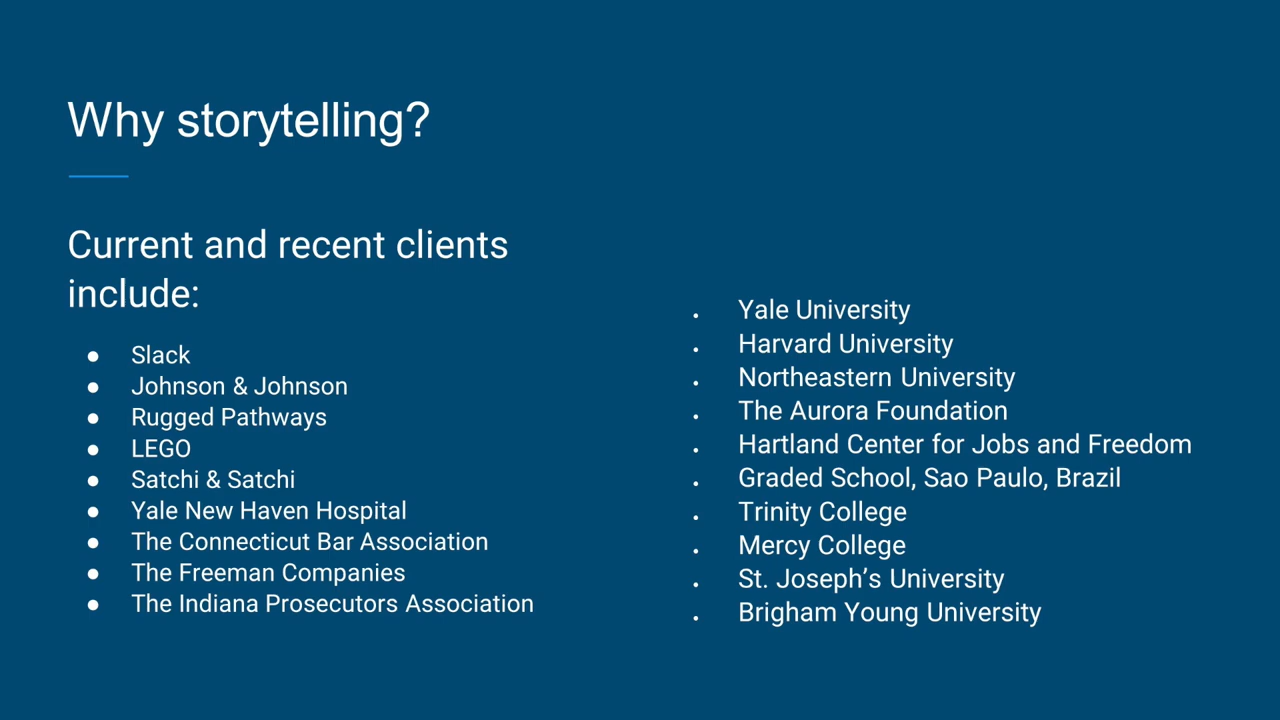 Why storytelling?
Current and recent clients
include:
● Slack
● Johnson & Johnson
● Rugged Pathways
● LEGO
● Satchi & Satchi
● Yale New Haven Hospital
● The Connecticut Bar Association
● The Freeman Companies
● The Indiana Prosecutors Association
• Yale University
• Harvard University
• Northeastern University
• The Aurora Foundation
• Hartland Center for Jobs and Freedom
• Graded School, Sao Paulo, Brazil
• Trinity College
• Mercy College
• St. Joseph’s University
• Brigham Young University